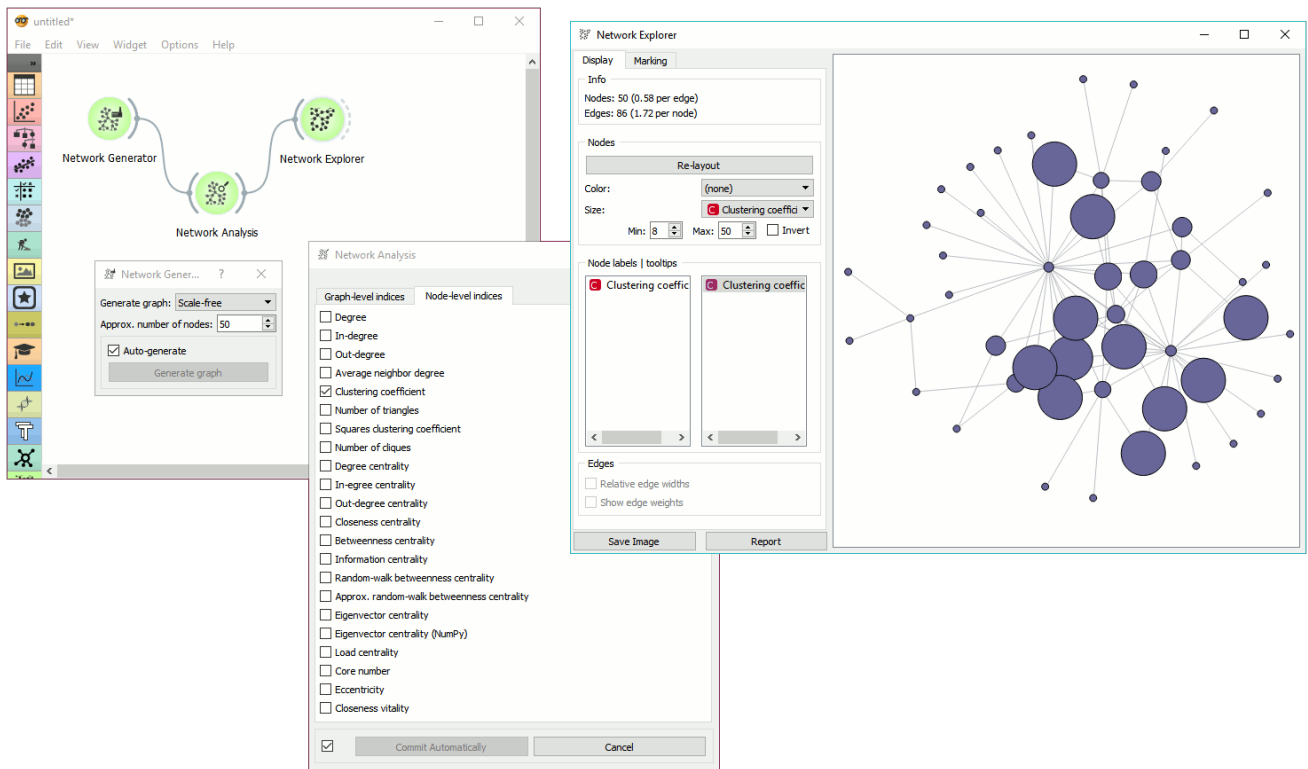 untitled*
File Edit View Widget Options Help
Network Generator
Network Explorer
Network Analysis
Network Gener... ?
Generate graph: Scale-free
Approx. number of nodes: 50
Auto-generate
Generate graph
Network Analysis
Graph-level indices Node-level indices
Degree
In-degree
Out-degree
Average neighbor degree
Clustering coefficient
Number of triangles
Squares clustering coefficient
Number of cliques
Degree centrality
In-egree centrality
Out-degree centrality
Closeness centrality
Betweenness centrality
Information centrality
Random-walk betweenness centrality
Approx. random-walk betweenness centrality
Eigenvector centrality
Eigenvector centrality (NumPy)
Load centrality
Core number
Eccentricity
Closeness vitality
Commit Automatically Cancel
Network Explorer
Display Marking
Info
Nodes: 50 (0.58 per edge)
Edges: 86 (1.72 per node)
Nodes
Re-layout
Color: (none)
Size: C Clustering coeffici
Min: 8 Max: 50 Invert
Node labels | tooltips
C Clustering coeffic C Clustering coeffic
Edges
Relative edge widths
Show edge weights
Save Image Report